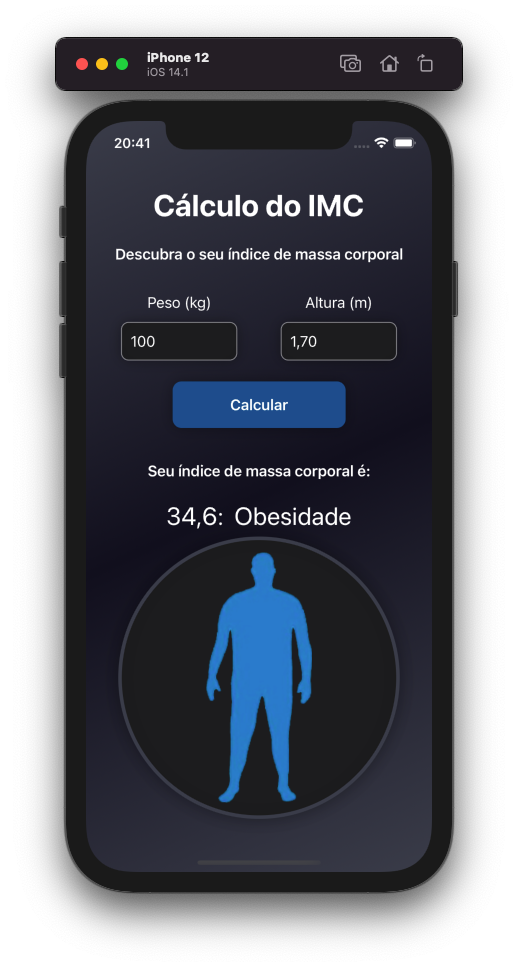 iPhone 12
iOS 14.1
20:41
Cálculo do IMC
Descubra o seu índice de massa corporal
Peso (kg) Altura (m)
100 1,70
Calcular
Seu índice de massa corporal é:
34,6: Obesidade